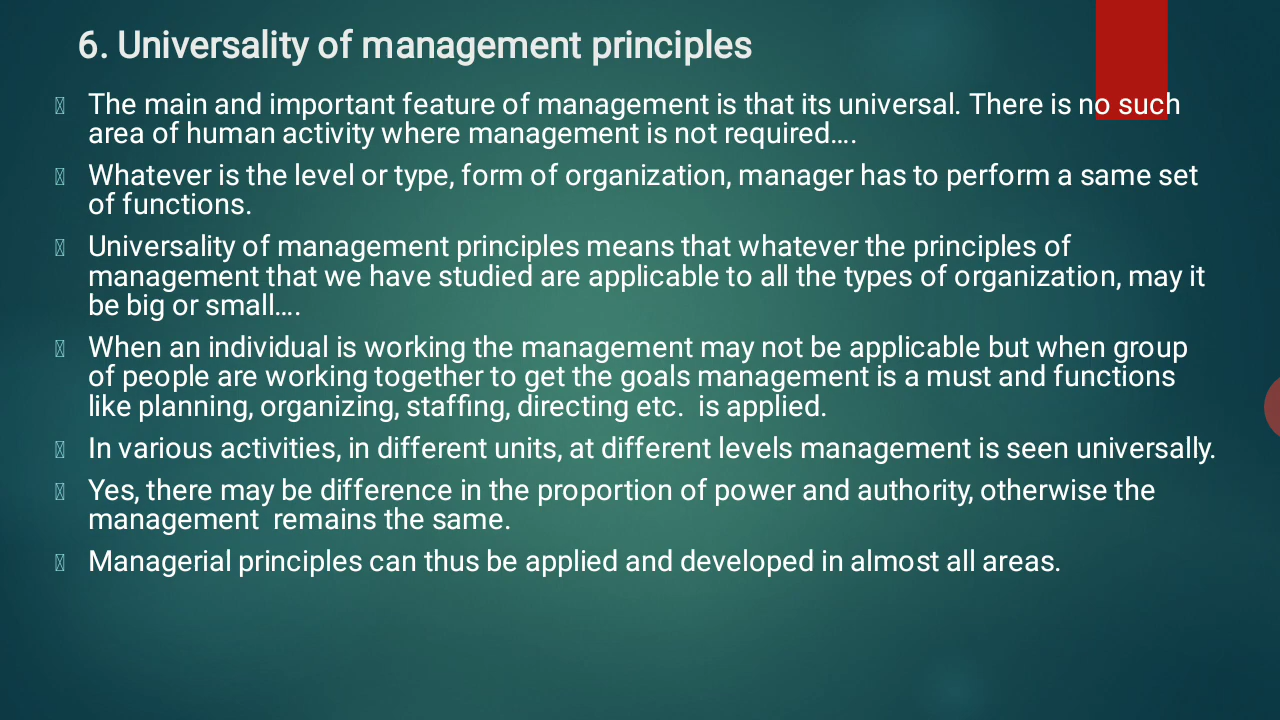 6. Universality of management principles
The main and important feature of management is that its universal. There is no such
area of human activity where management is not required….
Whatever is the level or type, form of organization, manager has to perform a same set
of functions.
Universality of management principles means that whatever the principles of
management that we have studied are applicable to all the types of organization, may it
be big or small….
When an individual is working the management may not be applicable but when group
of people are working together to get the goals management is a must and functions
like planning, organizing, staffing, directing etc.  is applied.
In various activities, in different units, at different levels management is seen universally.
Yes, there may be difference in the proportion of power and authority, otherwise the
management  remains the same.
Managerial principles can thus be applied and developed in almost all areas.